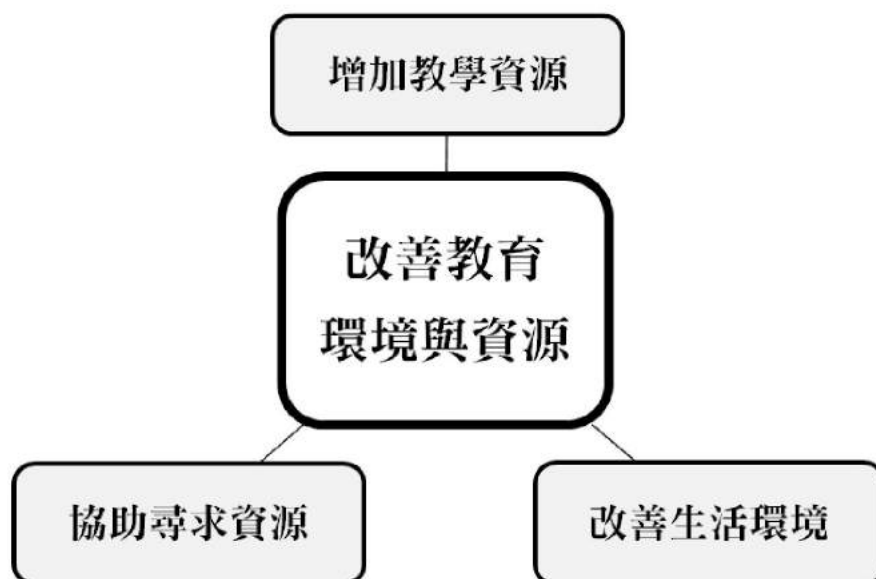 增加教學資源
改善教育
環境與資源
協助尋求資源
改善生活環境